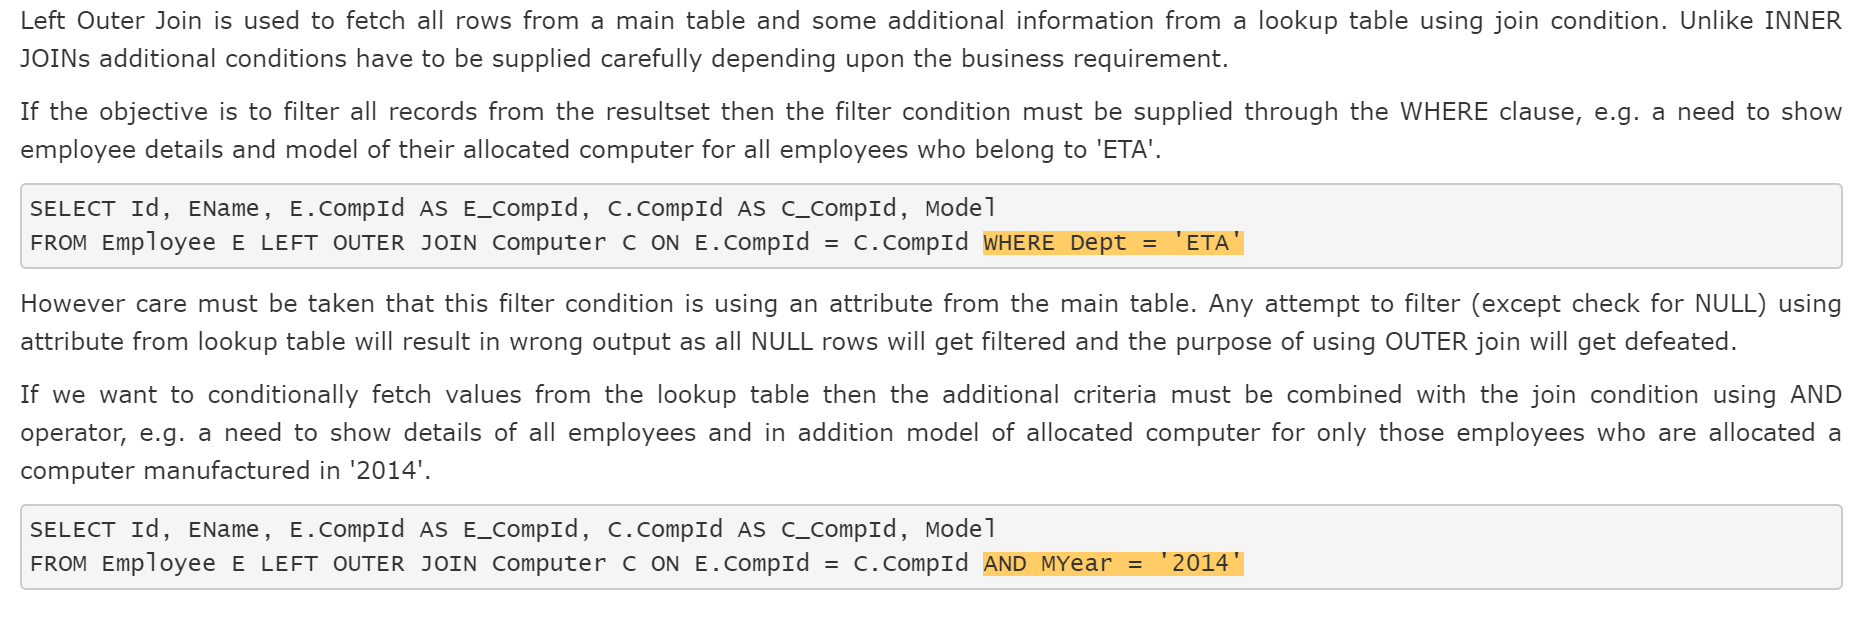 Left Outer Join is used to fetch all rows from a main table and some additional information from a lookup table using join condition. Unlike INNER
JOINs additional conditions have to be supplied carefully depending upon the business requirement.
If the objective is to filter all records from the resultset then the filter condition must be supplied through the WHERE clause, e.g. a need to show
employee details and model of their allocated computer for all employees who belong to 'ETA'.
SELECT Id, EName, E.CompId AS E_CompId, C.CompId AS C_CompId, Model
FROM Employee E LEFT OUTER JOIN Computer C ON E.CompId = C.CompId WHERE Dept = 'ETA'
However care must be taken that this filter condition is using an attribute from the main table. Any attempt to filter (except check for NULL) using
attribute from lookup table will result in wrong output as all NULL rows will get filtered and the purpose of using OUTER join will get defeated.
If we want to conditionally fetch values from the lookup table then the additional criteria must be combined with the join condition using AND
operator, e.g. a need to show details of all employees and in addition model of allocated computer for only those employees who are allocated a
computer manufactured in '2014'.
SELECT Id, EName, E.CompId AS E_CompId, C.CompId AS C_CompId, Model
FROM Employee E LEFT OUTER JOIN Computer C ON E.CompId = C.CompId AND MYear = '2014'